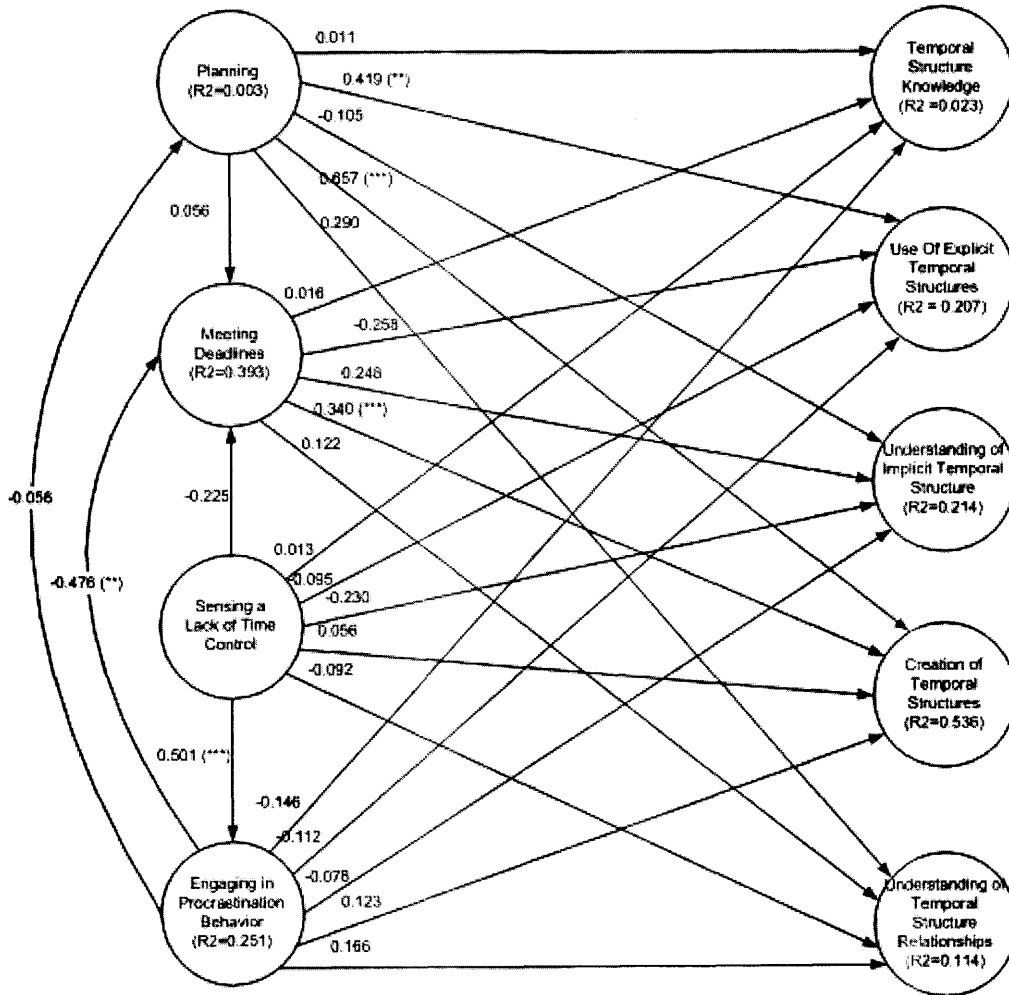 Planning
(R2=0.003)
0.011
0.419 (**)
-0.105
0.657 (***)
0.290
Temporal
Structure
Knowledge
(R2 =0.023)
0.056
Meeting
Deadlines
(R2=0.393)
0.016
-0.258
0.248
0.340 (***)
0.122
Use Of Explicit
Temporal
Structures
(R2 = 0.207)
-0.056
-0.476 (**)
-0.225
Understanding of
Implicit Temporal
Structure
(R2=0.214)
Sensing a
Lack of Time
Control
0.013
-0.095
-0.230
0.056
-0.092
Creation of
Temporal
Structures
(R2=0.536)
0.501 (***)
Engaging in
Procrastination
Behavior
(R2=0.251)
-0.146
-0.112
-0.078
0.123
0.166
Understanding of
Temporal
Structure
Relationships
(R2=0.114)